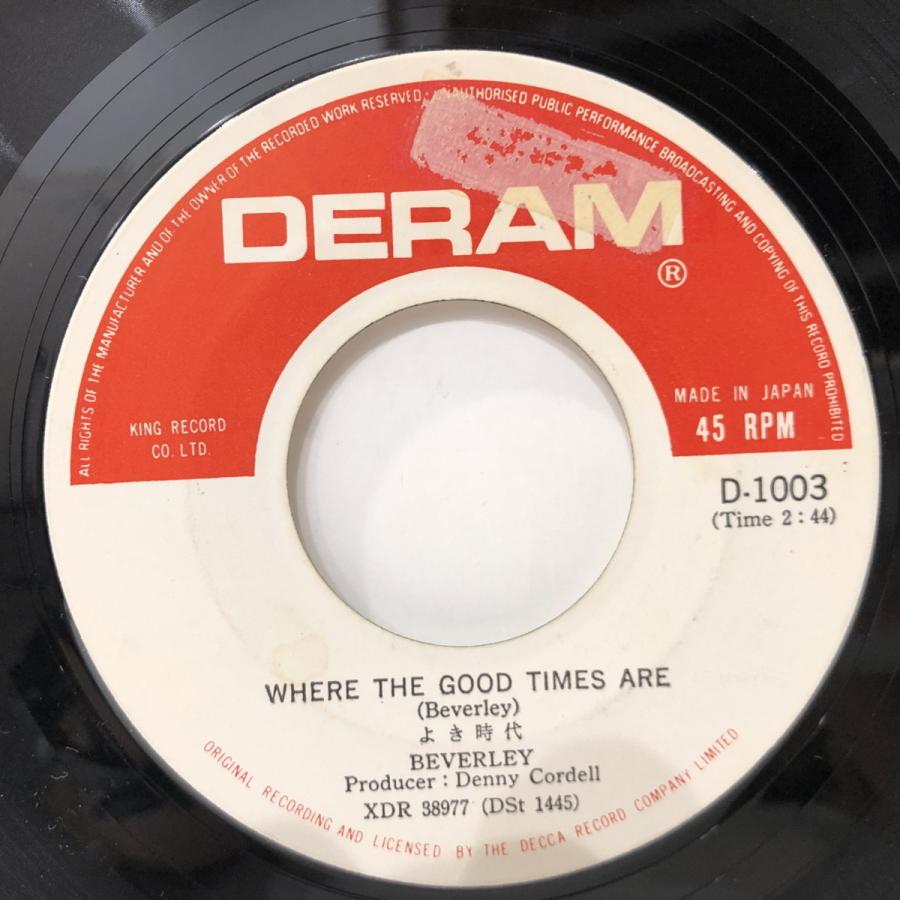 ALL RIGHTS OF THE MANUFACTURER AND OF THE OWNER OF THE RECORDED WORK RESERVED · UNAUTHORISED PUBLIC PERFORMANCE BROADCASTING AND COPYING OF THIS RECORD PROHIBITED
DERAM
®
KING RECORD
CO. LTD.
MADE IN JAPAN
45 RPM
D-1003
(Time 2:44)
WHERE THE GOOD TIMES ARE
(Beverley)
よき時代
BEVERLEY
Producer : Denny Cordell
XDR 38977 (DSt 1445)
ORIGINAL RECORDING AND LICENSED BY THE DECCA RECORD COMPANY LIMITED